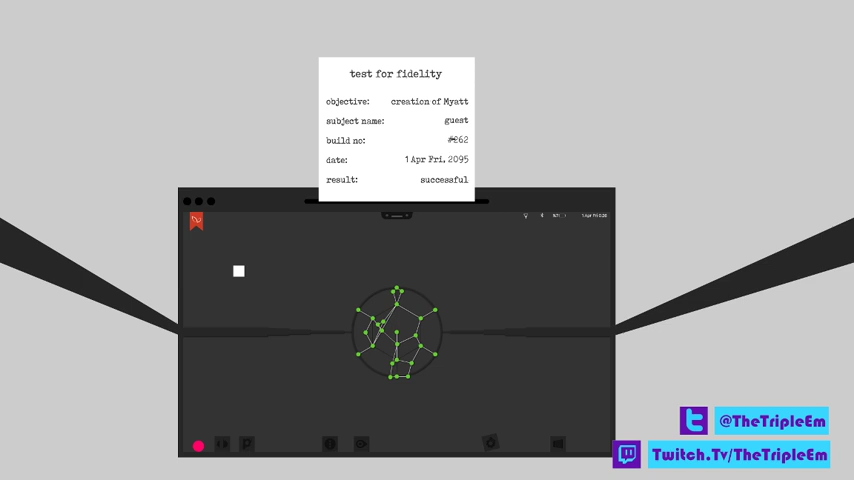 test for fidelity
objective: creation of Myatt
subject name: guest
build no: #262
date: 1 Apr Fri, 2095
result: successful
@TheTripleEm
Twitch.Tv/TheTripleEm